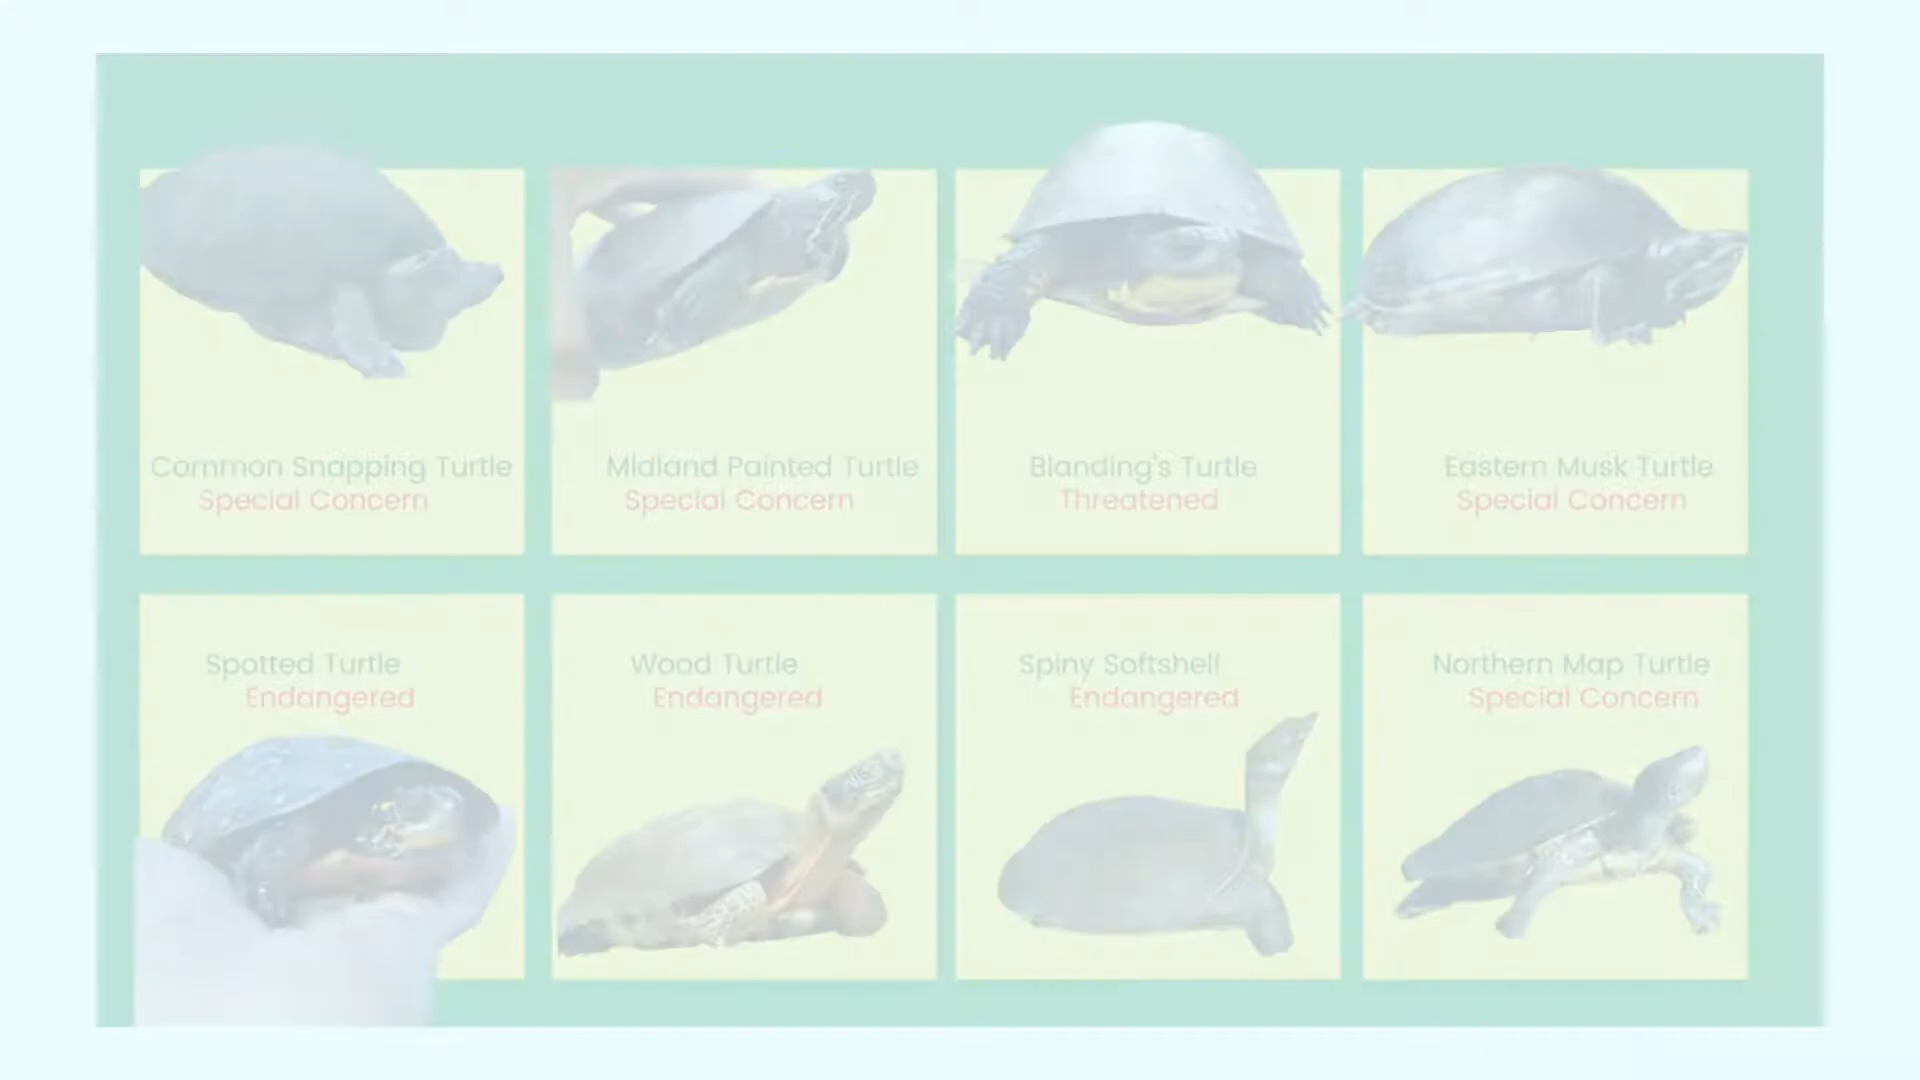 Common Snapping Turtle
Special Concern
Midland Painted Turtle
Special Concern
Blanding's Turtle
Threatened
Eastern Musk Turtle
Special Concern
Spotted Turtle
Endangered
Wood Turtle
Endangered
Spiny Softshell
Endangered
Northern Map Turtle
Special Concern